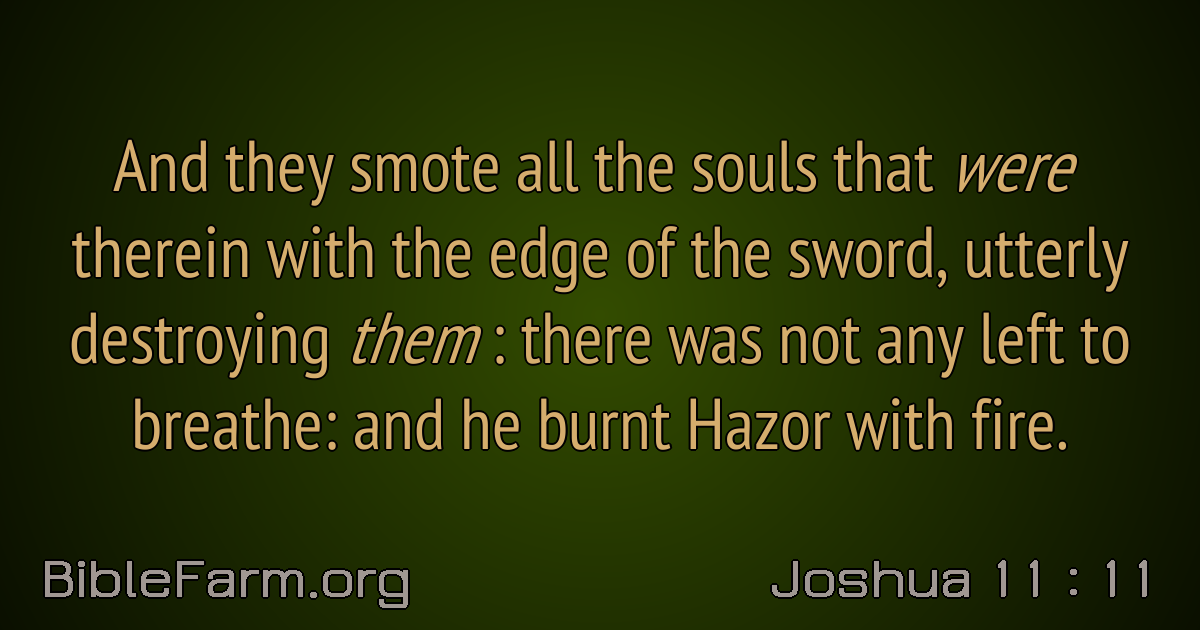 And they smote all the souls that were
therein with the edge of the sword, utterly
destroying them : there was not any left to
breathe: and he burnt Hazor with fire.
BibleFarm.org
Joshua 11 : 11